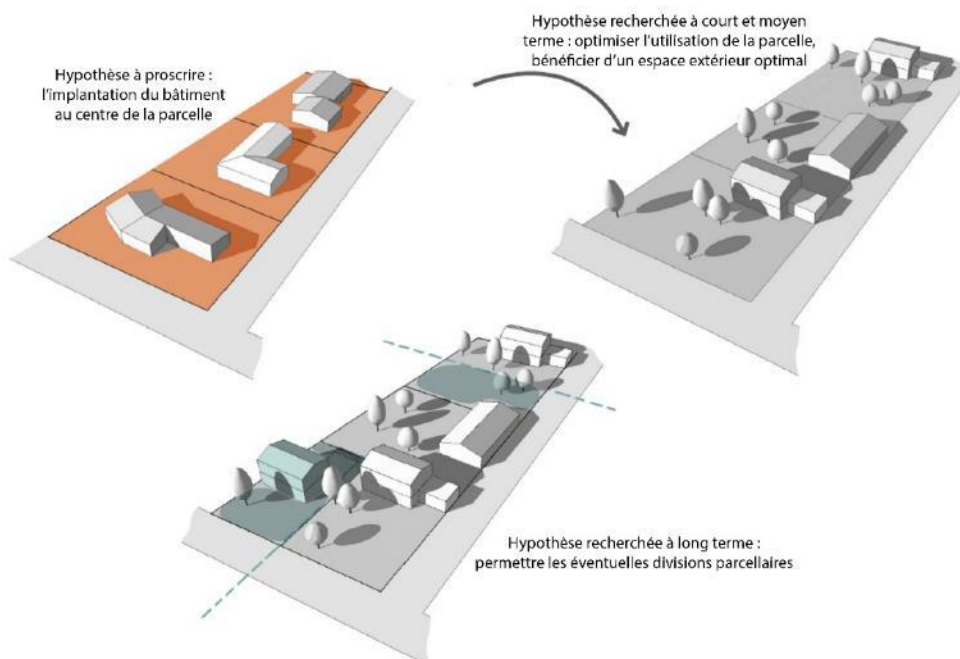 Hypothèse à proscrire :
l'implantation du bâtiment
au centre de la parcelle
Hypothèse recherchée à court et moyen
terme : optimiser l'utilisation de la parcelle,
bénéficier d'un espace extérieur optimal
Hypothèse recherchée à long terme :
permettre les éventuelles divisions parcellaires